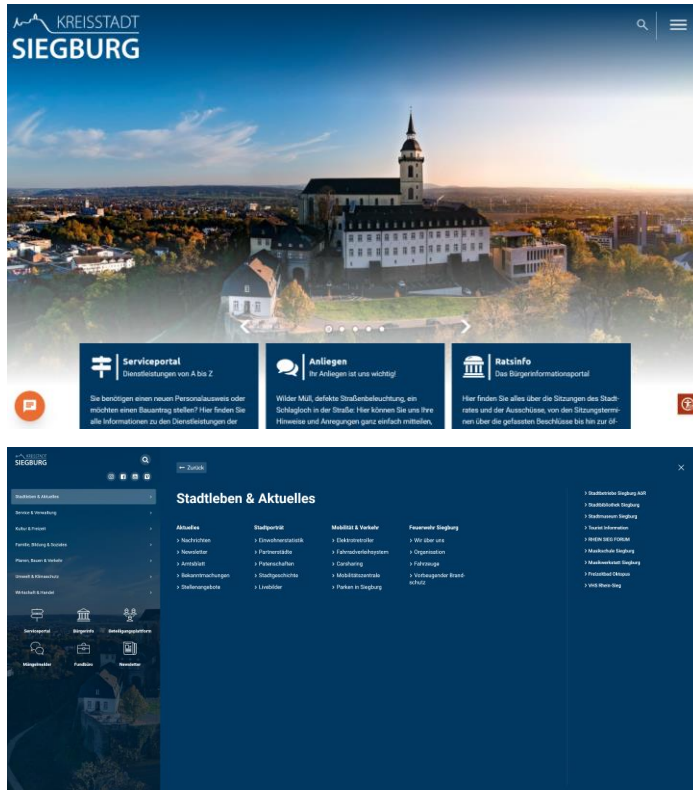 KREISSTADT
SIEGBURG
Serviceportal
Dienstleistungen von A bis Z
Sie benötigen einen neuen Personalausweis oder
möchten einen Bauantrag stellen? Hier finden Sie
alle Informationen zu den Dienstleistungen der
Anliegen
Ihr Anliegen ist uns wichtig!
Wilder Müll, defekte Straßenbeleuchtung, ein
Schlagloch in der Straße: Hier können Sie uns Ihre
Hinweise und Anregungen ganz einfach mitteilen,
Ratsinfo
Das Bürgerinformationsportal
Hier finden Sie alles über die Sitzungen des Stadt-
rates und der Ausschüsse, von den Sitzungstermi-
nen über die gefassten Beschlüsse bis hin zur öf-
KREISSTADT
SIEGBURG
Stadtleben & Aktuelles
Service & Verwaltung
Kultur & Freizeit
Familie, Bildung & Soziales
Planen, Bauen & Verkehr
Umwelt & Klimaschutz
Wirtschaft & Handel
Serviceportal
Bürgerinfo
Beteiligungsplattform
Mängelmelder
Fundbüro
Newsletter
← Zurück
Stadtleben & Aktuelles
Aktuelles
> Nachrichten
> Newsletter
> Amtsblatt
> Bekanntmachungen
> Stellenangebote
Stadtporträt
> Einwohnerstatistik
> Partnerstädte
> Patenschaften
> Stadtgeschichte
> Livebilder
Mobilität & Verkehr
> Elektrotretroller
> Fahrradverleihsystem
> Carsharing
> Mobilitätszentrale
> Parken in Siegburg
Feuerwehr Siegburg
> Wir über uns
> Organisation
> Fahrzeuge
> Vorbeugender Brand-
schutz
> Stadtbetriebe Siegburg AöR
> Stadtbibliothek Siegburg
> Stadtmuseum Siegburg
> Tourist Information
> RHEIN SIEG FORUM
> Musikschule Siegburg
> Musikwerkstatt Siegburg
> Freizeitbad Oktopus
> VHS Rhein-Sieg